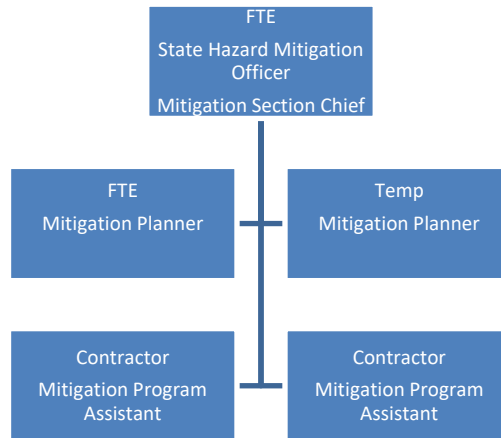 FTE
State Hazard Mitigation
Officer
Mitigation Section Chief
FTE
Mitigation Planner
Temp
Mitigation Planner
Contractor
Mitigation Program
Assistant
Contractor
Mitigation Program
Assistant